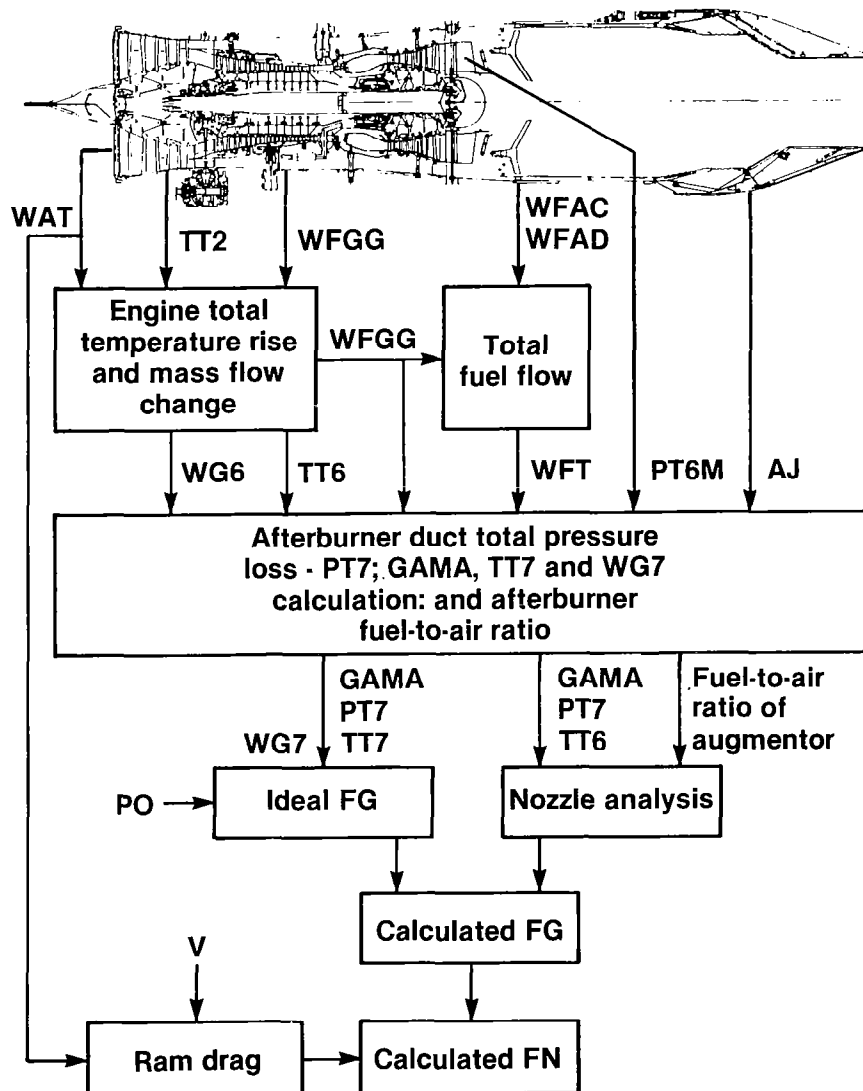 WAT
TT2
WFGG
WFAC
WFAD
Engine total
temperature rise
and mass flow
change
WFGG
Total
fuel flow
WG6
TT6
WFT
PT6M
AJ
Afterburner duct total pressure
loss - PT7; GAMA, TT7 and WG7
calculation: and afterburner
fuel-to-air ratio
GAMA
PT7
WG7
TT7
GAMA
PT7
TT6
Fuel-to-air
ratio of
augmentor
PO
Ideal FG
Nozzle analysis
Calculated FG
V
Ram drag
Calculated FN